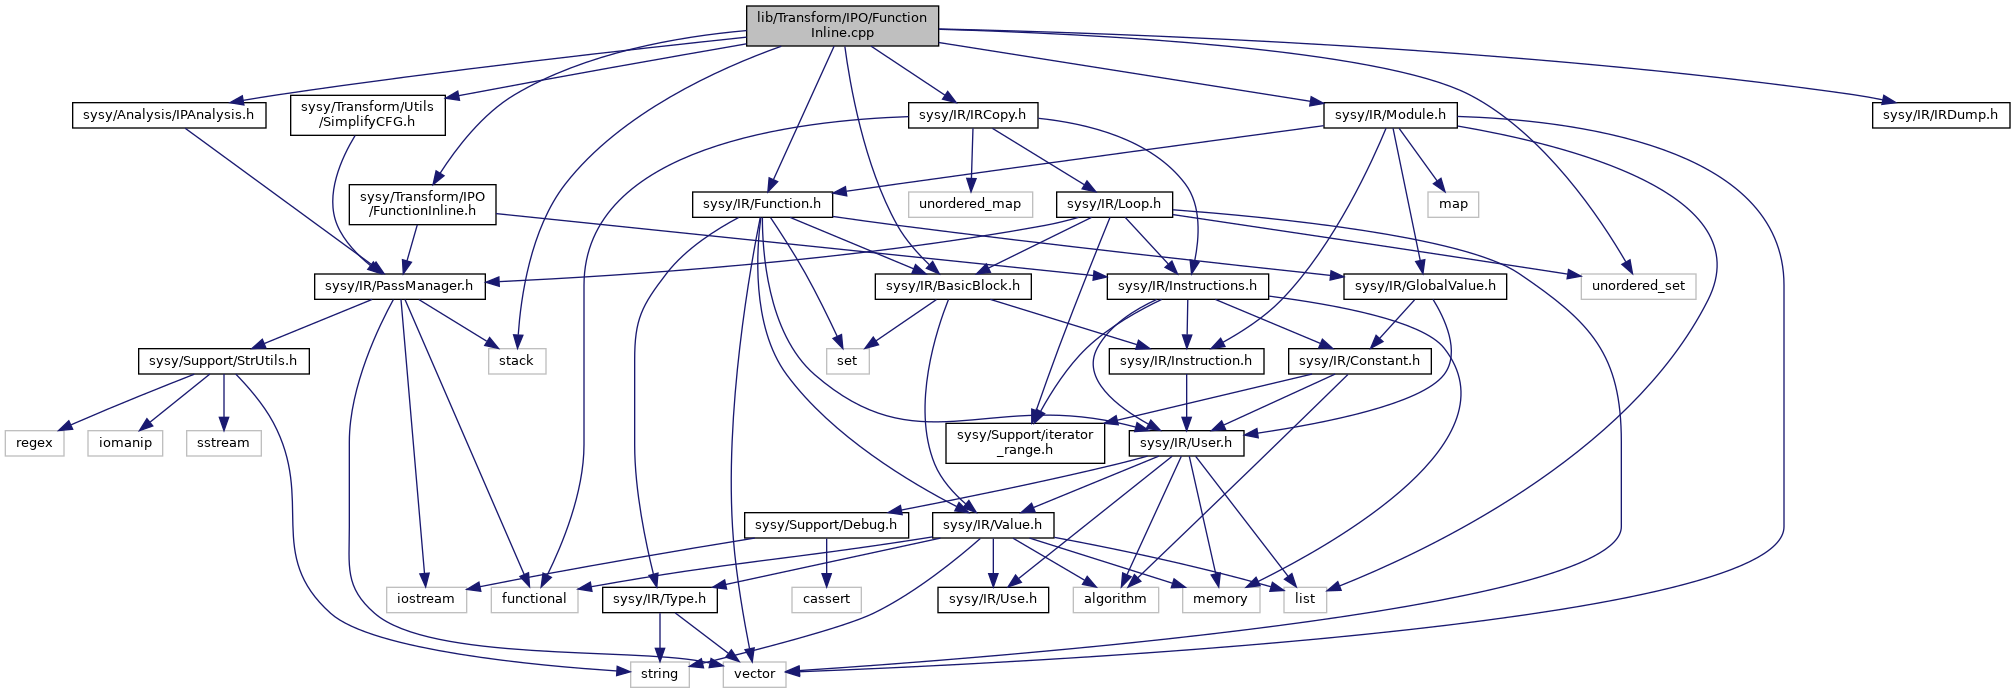 lib/Transform/IPO/Function
Inline.cpp
sysy/Analysis/IPAnalysis.h
sysy/Transform/Utils
/SimplifyCFG.h
sysy/IR/IRCopy.h
sysy/IR/Module.h
sysy/IR/IRDump.h
sysy/Transform/IPO
/FunctionInline.h
sysy/IR/Function.h
unordered_map
sysy/IR/Loop.h
map
sysy/IR/PassManager.h
sysy/IR/BasicBlock.h
sysy/IR/Instructions.h
sysy/IR/GlobalValue.h
unordered_set
sysy/Support/StrUtils.h
stack
set
sysy/IR/Instruction.h
sysy/IR/Constant.h
regex
iomanip
sstream
sysy/Support/iterator
_range.h
sysy/IR/User.h
sysy/Support/Debug.h
sysy/IR/Value.h
iostream
functional
sysy/IR/Type.h
cassert
sysy/IR/Use.h
algorithm
memory
list
string
vector